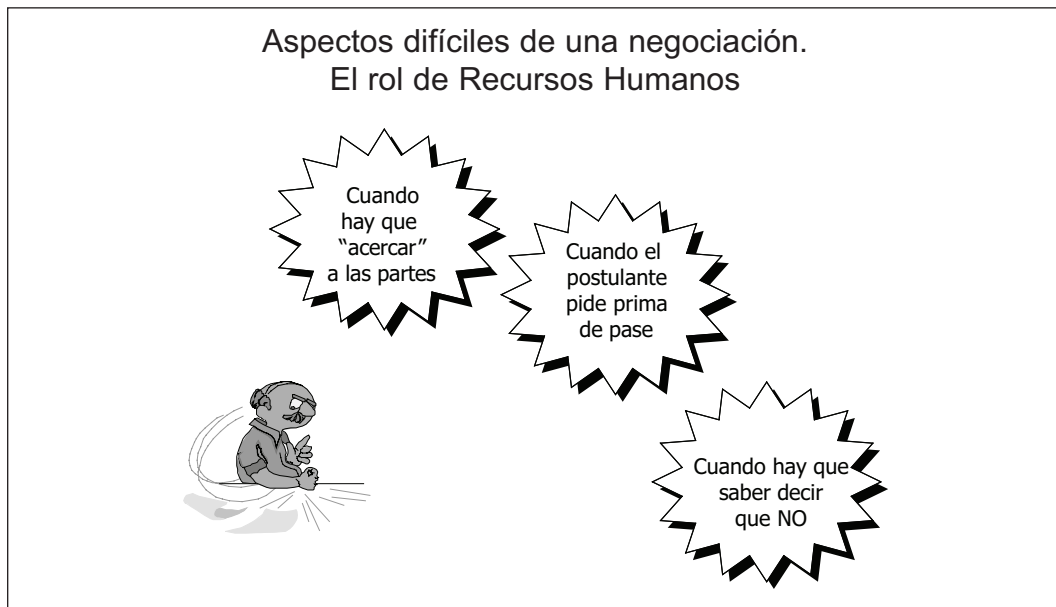 Aspectos difíciles de una negociación.
El rol de Recursos Humanos
Cuando
hay que
“acercar”
a las partes
Cuando el
postulante
pide prima
de pase
Cuando hay que
saber decir
que NO